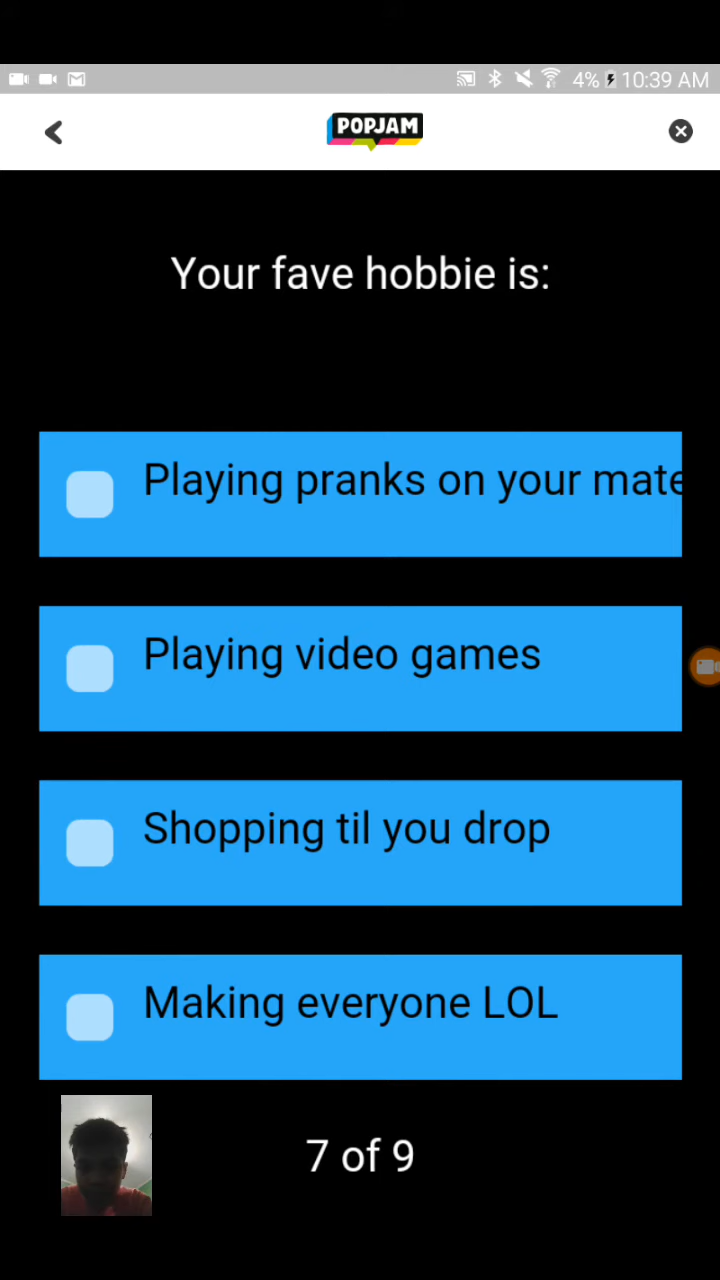 4% 10:39 AM
POPJAM
Your fave hobbie is:
Playing pranks on your mate
Playing video games
Shopping til you drop
Making everyone LOL
7 of 9